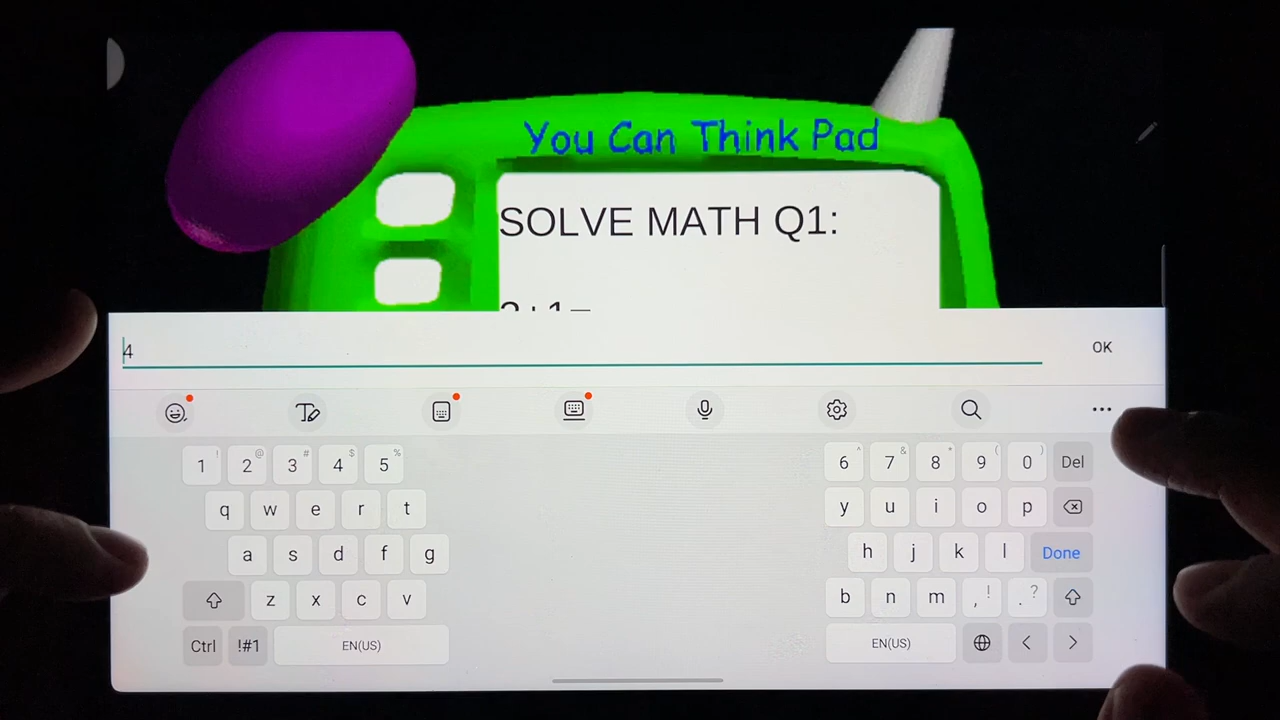 You Can Think Pad
SOLVE MATH Q1:
4
OK
1 ! 2 @ 3 # 4 $ 5 %
6 ^ 7 & 8 * 9 ( 0 ) Del
q w e r t
y u i o p
a s d f g
h j k l Done
z x c v
b n m , ! . ?
Ctrl !#1 EN(US)
EN(US) < >